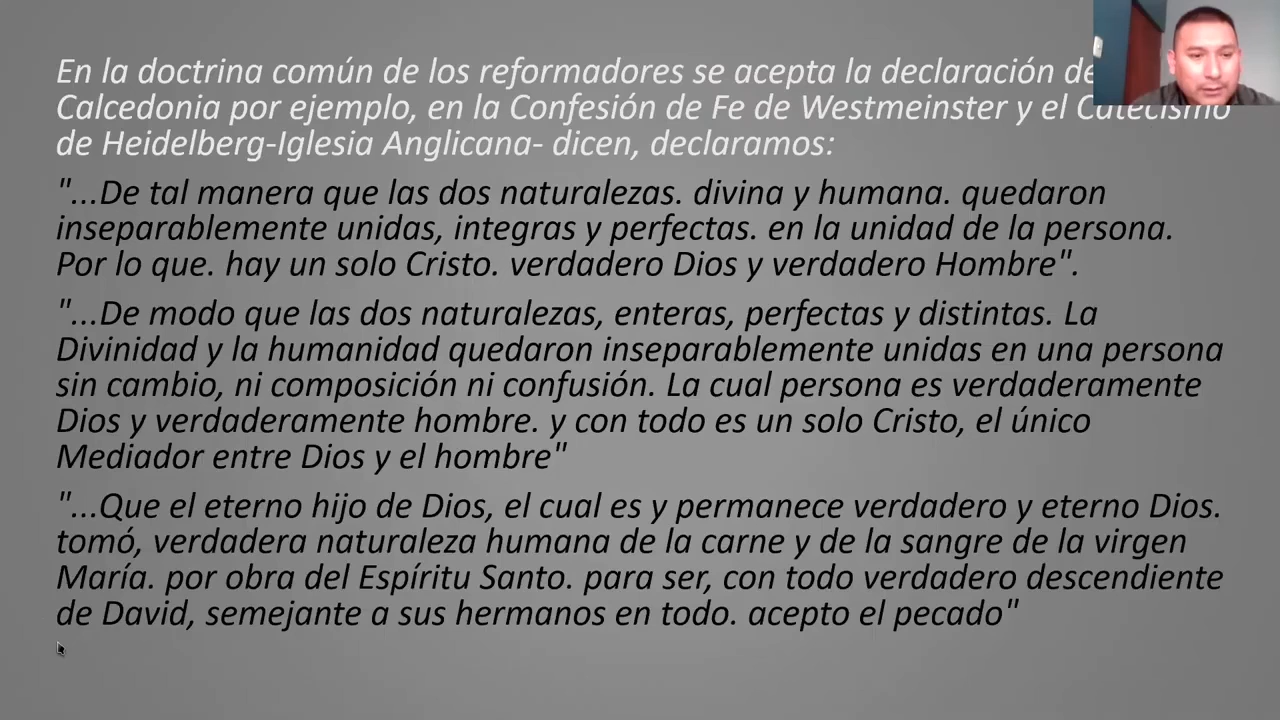 En la doctrina común de los reformadores se acepta la declaración de
Calcedonia por ejemplo, en la Confesión de Fe de Westmeinster y el Catecismo
de Heidelberg-Iglesia Anglicana- dicen, declaramos:
"...De tal manera que las dos naturalezas. divina y humana. quedaron
inseparablemente unidas, integras y perfectas. en la unidad de la persona.
Por lo que. hay un solo Cristo. verdadero Dios y verdadero Hombre".
"...De modo que las dos naturalezas, enteras, perfectas y distintas. La
Divinidad y la humanidad quedaron inseparablemente unidas en una persona
sin cambio, ni composición ni confusión. La cual persona es verdaderamente
Dios y verdaderamente hombre. y con todo es un solo Cristo, el único
Mediador entre Dios y el hombre"
"...Que el eterno hijo de Dios, el cual es y permanece verdadero y eterno Dios.
tomó, verdadera naturaleza humana de la carne y de la sangre de la virgen
María. por obra del Espíritu Santo. para ser, con todo verdadero descendiente
de David, semejante a sus hermanos en todo. acepto el pecado"